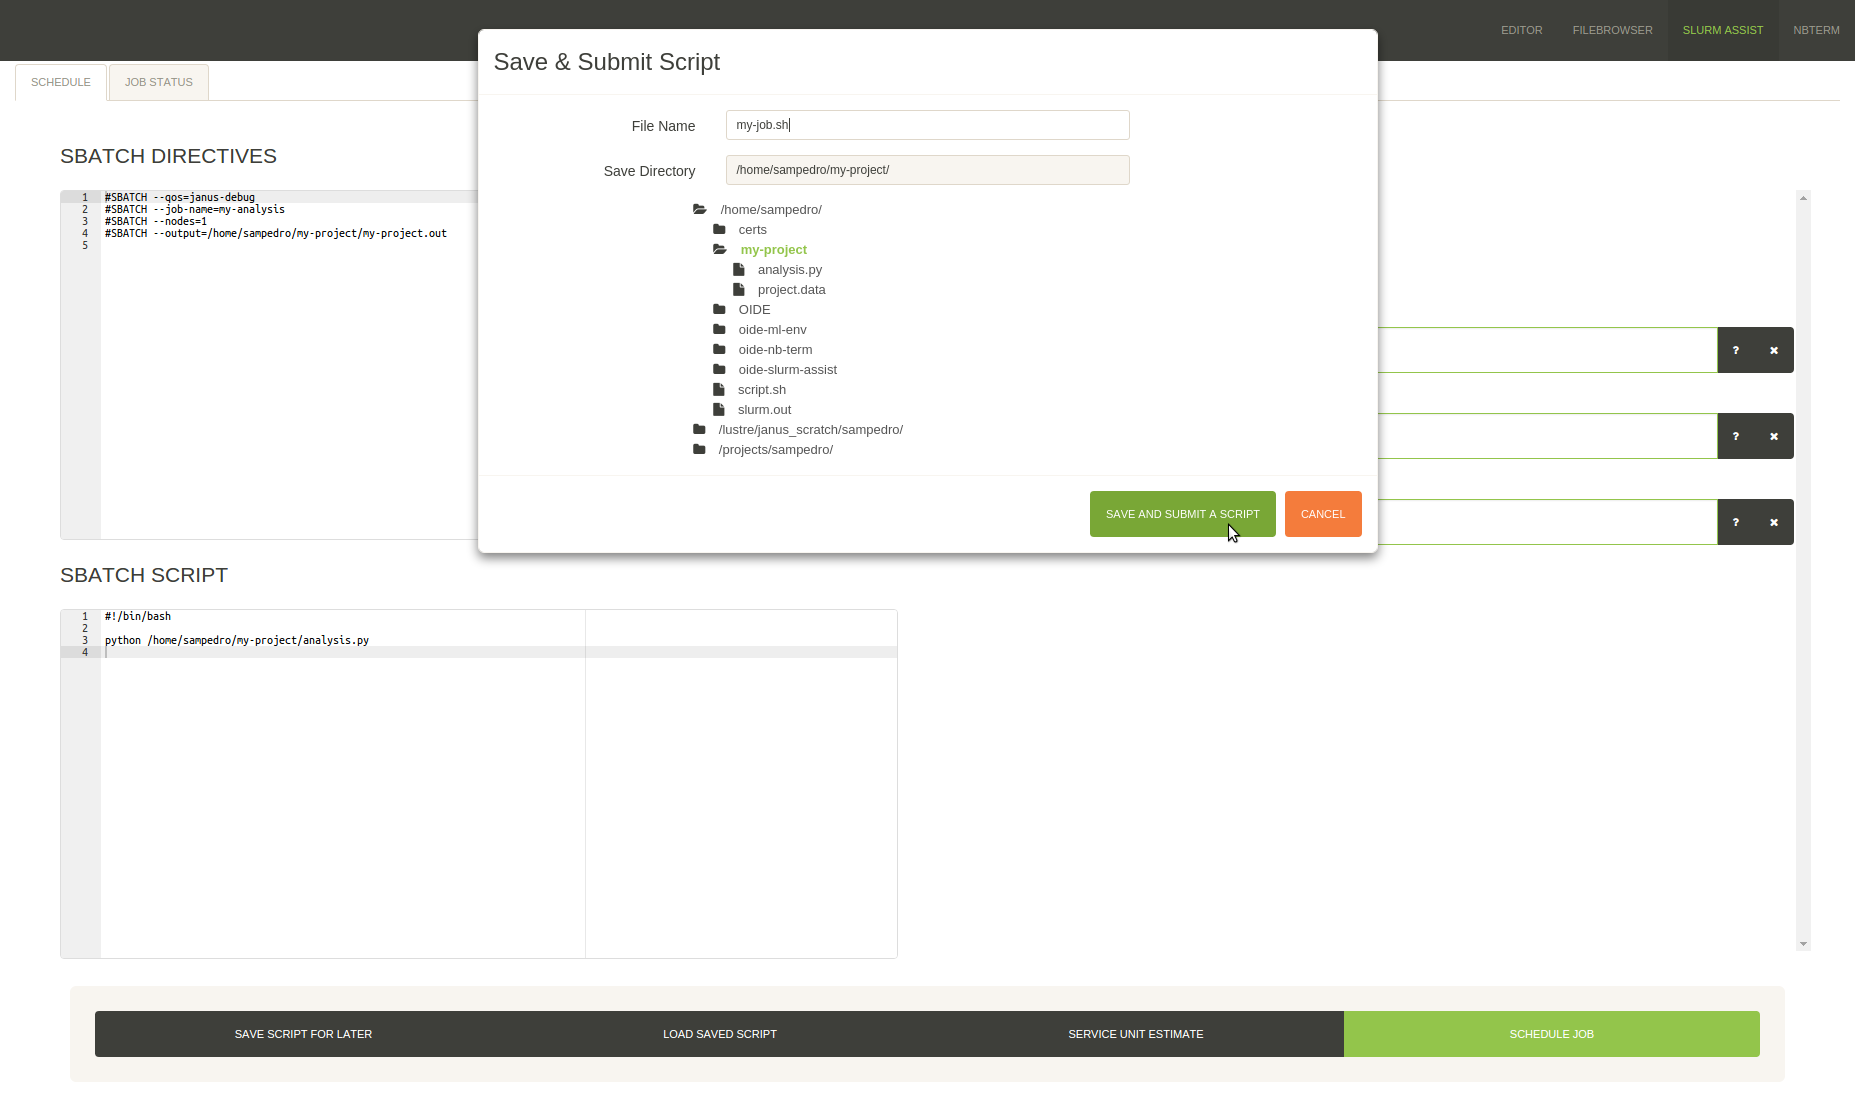 EDITOR
FILEBROWSER
SLURM ASSIST
NBTERM
SCHEDULE
JOB STATUS
Save & Submit Script
File Name
my-job.sh
Save Directory
/home/sampedro/my-project/
/home/sampedro/
certs
my-project
analysis.py
project.data
OIDE
oide-ml-env
oide-nb-term
oide-slurm-assist
script.sh
slurm.out
/lustre/janus_scratch/sampedro/
/projects/sampedro/
SAVE AND SUBMIT A SCRIPT
CANCEL
SBATCH DIRECTIVES
1 #SBATCH --qos=janus-debug
2 #SBATCH --job-name=my-analysis
3 #SBATCH --nodes=1
4 #SBATCH --output=/home/sampedro/my-project/my-project.out
5
? ✖
? ✖
? ✖
SBATCH SCRIPT
1 #!/bin/bash
2
3 python /home/sampedro/my-project/analysis.py
4
SAVE SCRIPT FOR LATER
LOAD SAVED SCRIPT
SERVICE UNIT ESTIMATE
SCHEDULE JOB